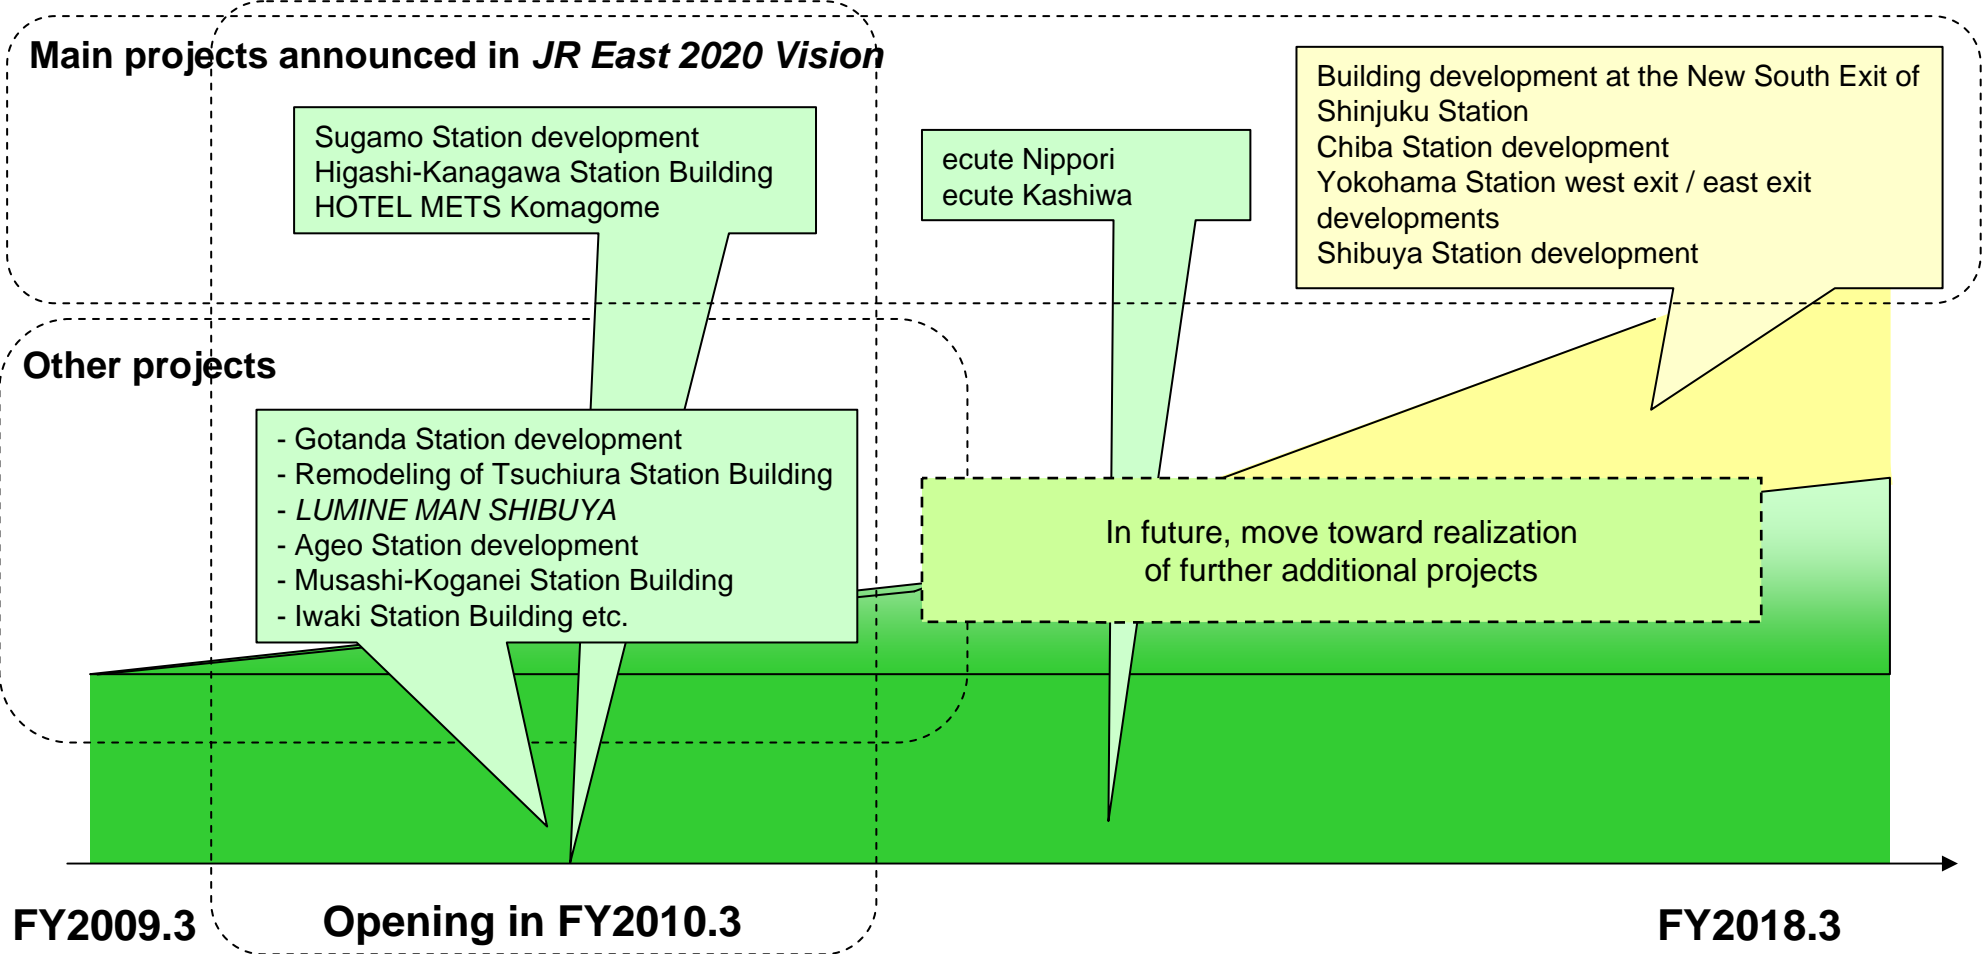 Main projects announced in JR East 2020 Vision
Sugamo Station development
Higashi-Kanagawa Station Building
HOTEL METS Komagome
ecute Nippori
ecute Kashiwa
Building development at the New South Exit of
Shinjuku Station
Chiba Station development
Yokohama Station west exit / east exit
developments
Shibuya Station development
Other projects
- Gotanda Station development
- Remodeling of Tsuchiura Station Building
- LUMINE MAN SHIBUYA
- Ageo Station development
- Musashi-Koganei Station Building
- Iwaki Station Building etc.
In future, move toward realization
of further additional projects
FY2009.3
Opening in FY2010.3
FY2018.3